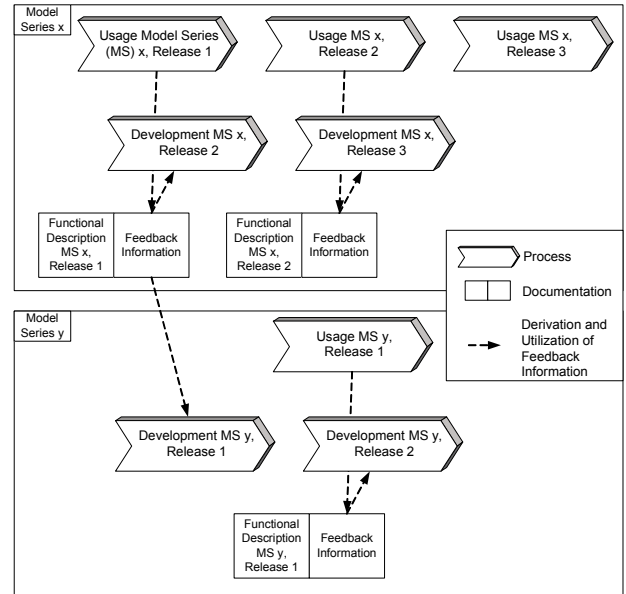 Model
Series x
Usage Model Series
(MS) x, Release 1
Usage MS x,
Release 2
Usage MS x,
Release 3
Development MS x,
Release 2
Development MS x,
Release 3
Functional
Description
MS x,
Release 1
Feedback
Information
Functional
Description
MS x,
Release 2
Feedback
Information
Process
Documentation
Derivation and
Utilization of
Feedback
Information
Model
Series y
Usage MS y,
Release 1
Development MS y,
Release 1
Development MS y,
Release 2
Functional
Description
MS y,
Release 1
Feedback
Information